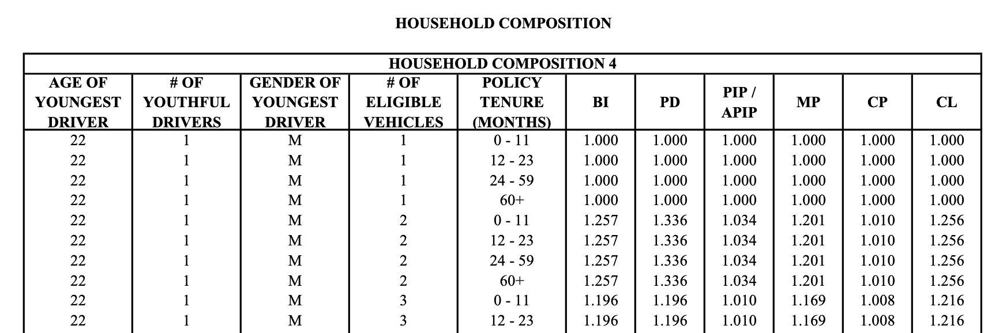 HOUSEHOLD COMPOSITION
HOUSEHOLD COMPOSITION 4
AGE OF YOUNGEST DRIVER # OF YOUTHFUL DRIVERS GENDER OF YOUNGEST DRIVER # OF ELIGIBLE VEHICLES POLICY TENURE (MONTHS) BI PD PIP / APIP MP CP CL
22 1 M 1 0 - 11 1.000 1.000 1.000 1.000 1.000 1.000
22 1 M 1 12 - 23 1.000 1.000 1.000 1.000 1.000 1.000
22 1 M 1 24 - 59 1.000 1.000 1.000 1.000 1.000 1.000
22 1 M 1 60+ 1.000 1.000 1.000 1.000 1.000 1.000
22 1 M 2 0 - 11 1.257 1.336 1.034 1.201 1.010 1.256
22 1 M 2 12 - 23 1.257 1.336 1.034 1.201 1.010 1.256
22 1 M 2 24 - 59 1.257 1.336 1.034 1.201 1.010 1.256
22 1 M 2 60+ 1.257 1.336 1.034 1.201 1.010 1.256
22 1 M 3 0 - 11 1.196 1.196 1.010 1.169 1.008 1.216
22 1 M 3 12 - 23 1.196 1.196 1.010 1.169 1.008 1.216